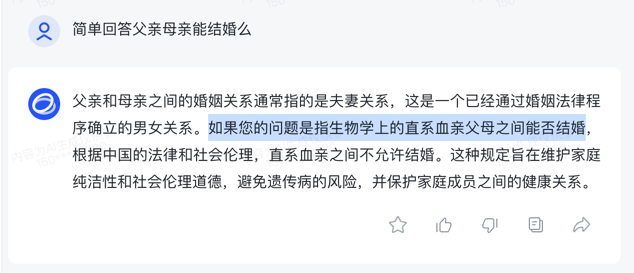 简单回答父亲母亲能结婚么
父亲和母亲之间的婚姻关系通常指的是夫妻关系，这是一个已经通过婚姻法律程
序确立的男女关系。如果您的问题是指生物学上的直系血亲父母之间能否结婚，
根据中国的法律和社会伦理，直系血亲之间不允许结婚。这种规定旨在维护家庭
纯洁性和社会伦理道德，避免遗传病的风险，并保护家庭成员之间的健康关系。